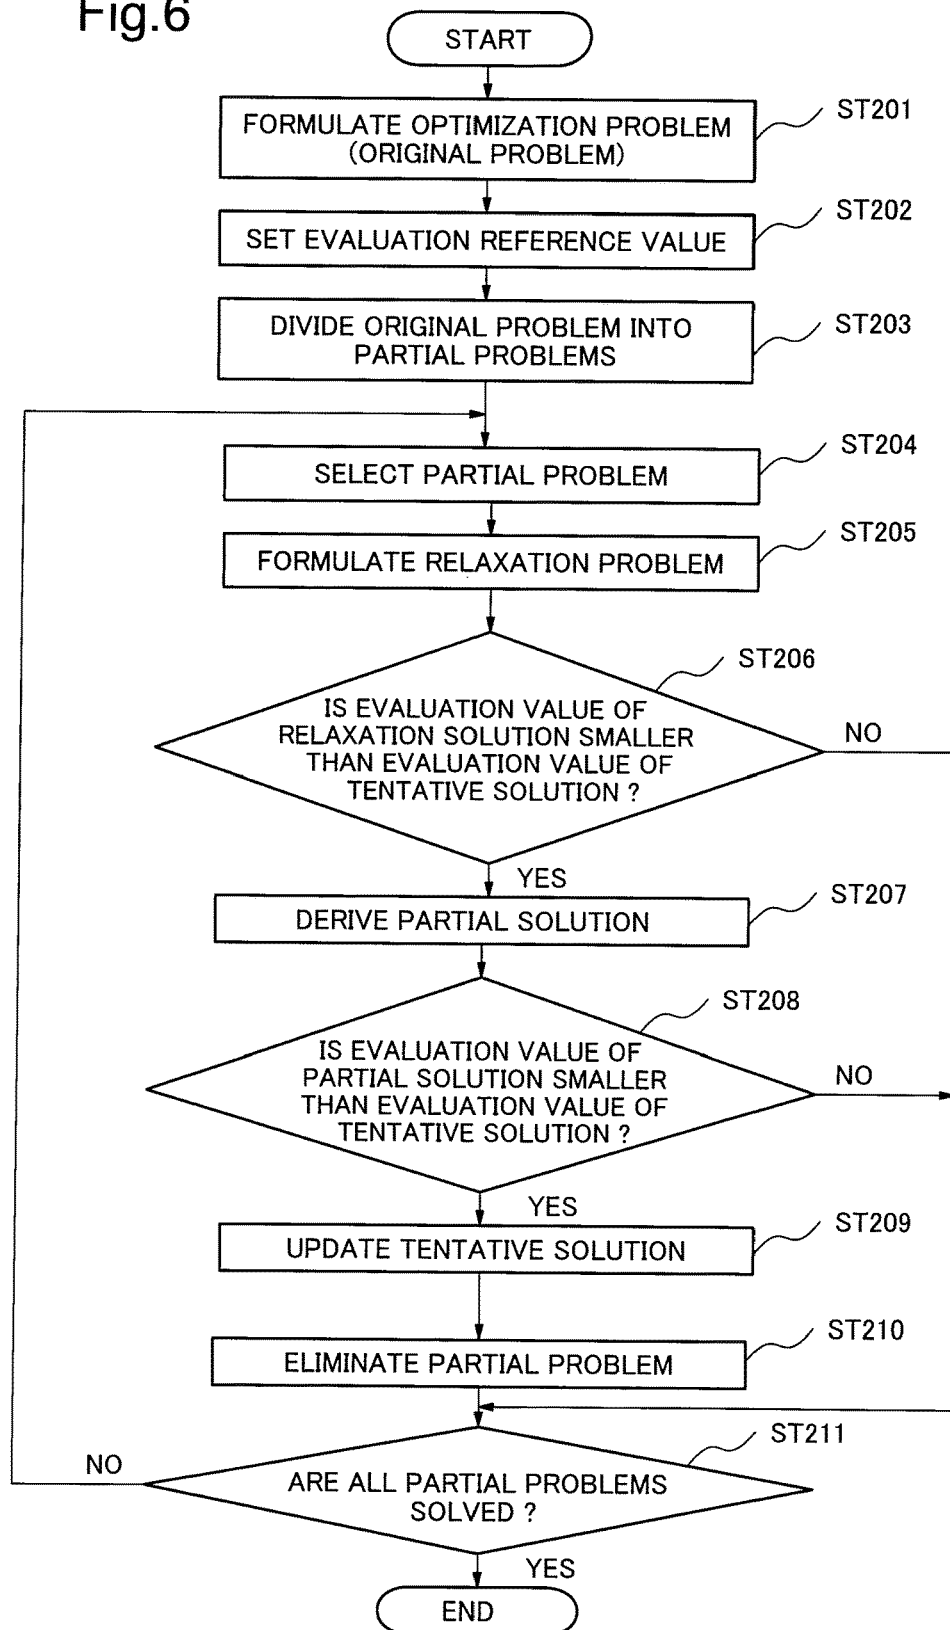 Fig.6
START
FORMULATE OPTIMIZATION PROBLEM
(ORIGINAL PROBLEM)
ST201
SET EVALUATION REFERENCE VALUE
ST202
DIVIDE ORIGINAL PROBLEM INTO
PARTIAL PROBLEMS
ST203
SELECT PARTIAL PROBLEM
ST204
FORMULATE RELAXATION PROBLEM
ST205
ST206
IS EVALUATION VALUE OF
RELAXATION SOLUTION SMALLER
THAN EVALUATION VALUE OF
TENTATIVE SOLUTION ?
NO
YES
DERIVE PARTIAL SOLUTION
ST207
ST208
IS EVALUATION VALUE OF
PARTIAL SOLUTION SMALLER
THAN EVALUATION VALUE OF
TENTATIVE SOLUTION ?
NO
YES
UPDATE TENTATIVE SOLUTION
ST209
ELIMINATE PARTIAL PROBLEM
ST210
ST211
NO
ARE ALL PARTIAL PROBLEMS
SOLVED ?
YES
END